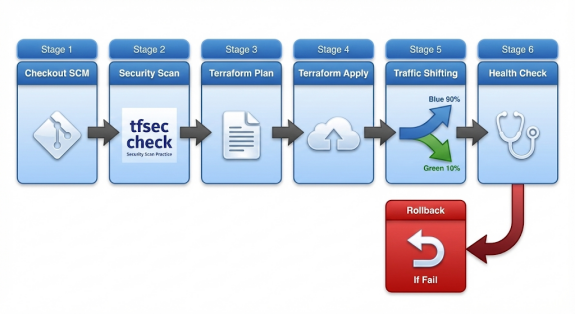 Stage 1
Stage 2
Stage 3
Stage 4
Stage 5
Stage 6
Checkout SCM
Security Scan
Terraform Plan
Terraform Apply
Traffic Shifting
Health Check
tfsec
check
Security Scan Practice
Blue 90%
Green 10%
Rollback
If Fail